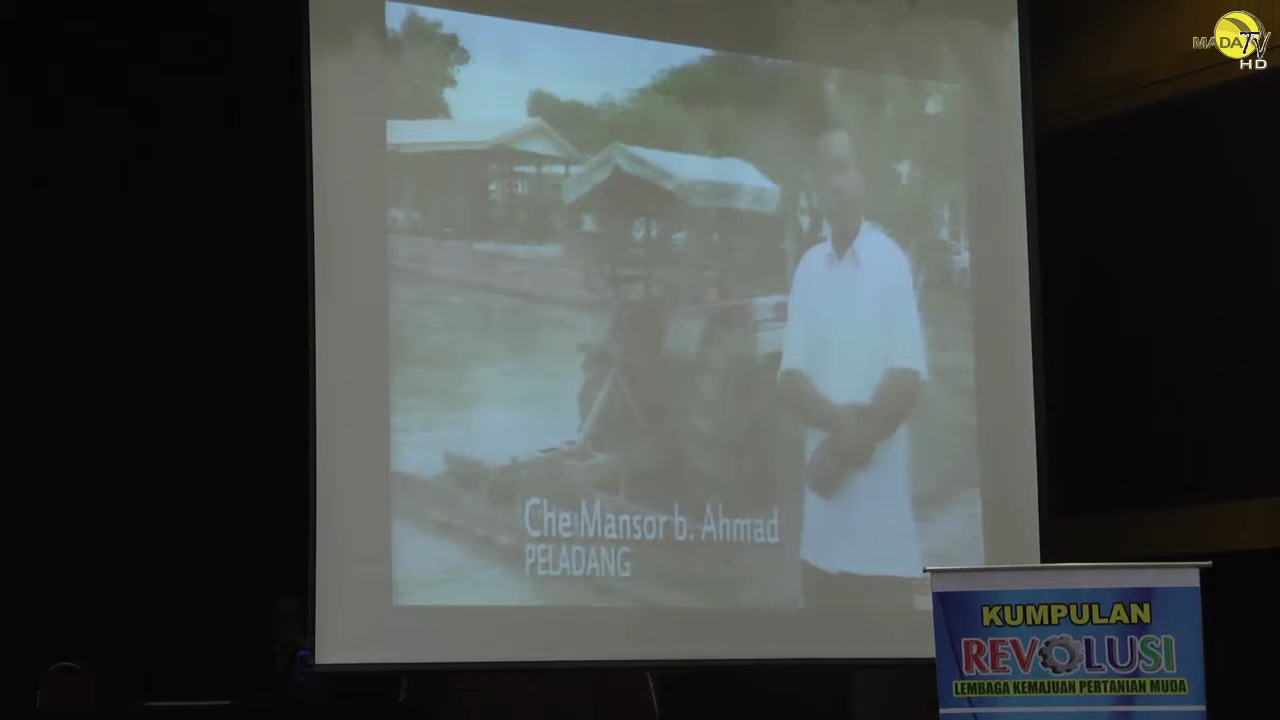 MADA TV
HD
Che Mansor b. Ahmad
PELADANG
KUMPULAN
REVOLUSI
LEMBAGA KEMAJUAN PERTANIAN MUDA